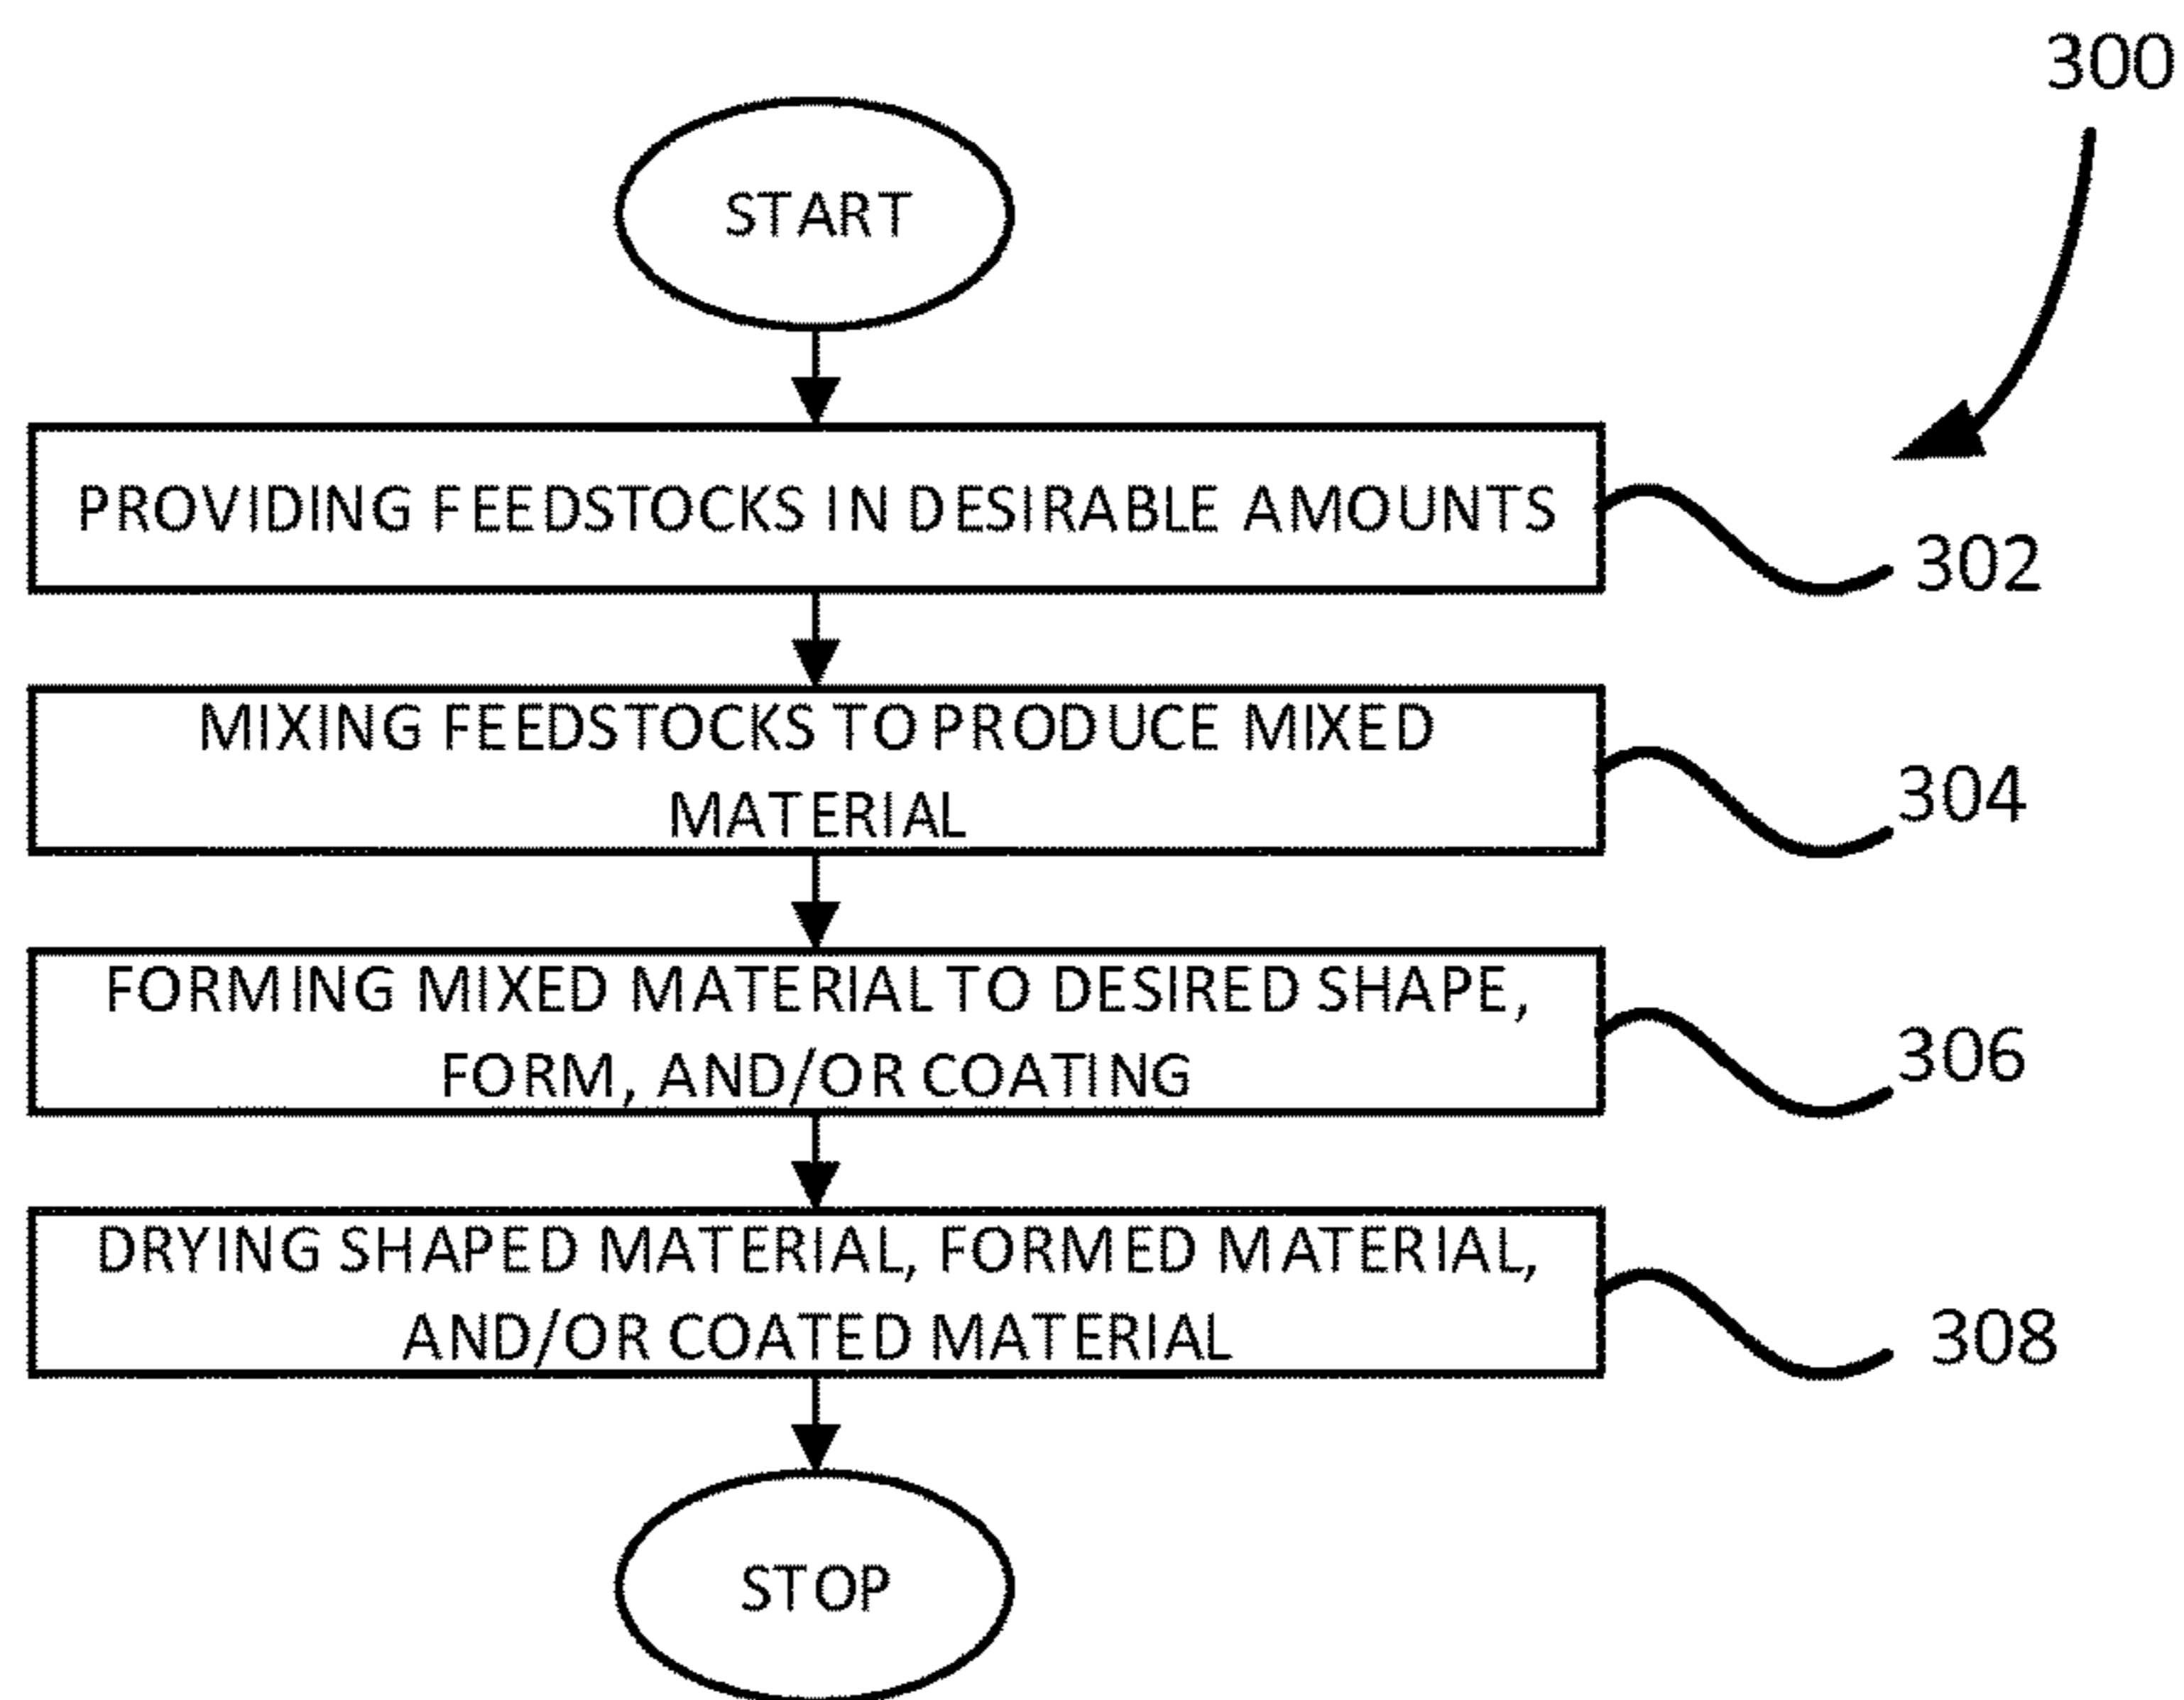 300
START
PROVIDING FEEDSTOCKS IN DESIRABLE AMOUNTS
302
MIXING FEEDSTOCKS TO PRODUCE MIXED
MATERIAL
304
FORMING MIXED MATERIAL TO DESIRED SHAPE,
FORM, AND/OR COATING
306
DRYING SHAPED MATERIAL, FORMED MATERIAL,
AND/OR COATED MATERIAL
308
STOP